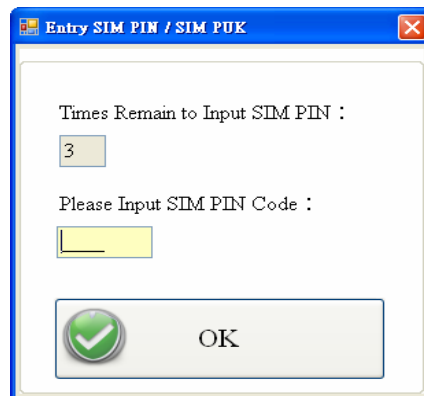 Entry SIM PIN / SIM PUK
Times Remain to Input SIM PIN：
3
Please Input SIM PIN Code：
OK